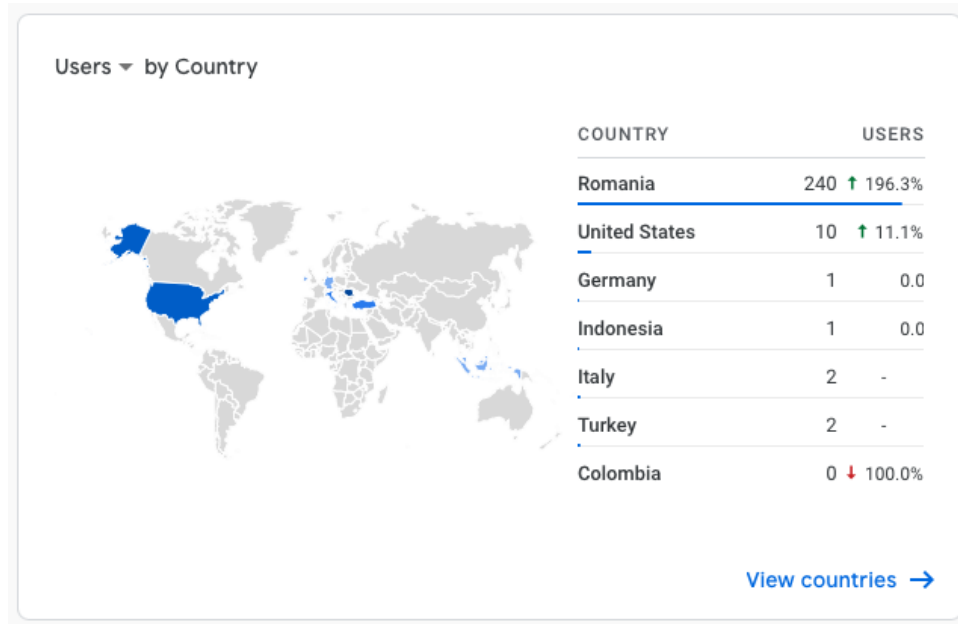 Users by Country
COUNTRY USERS
Romania 240 ↑ 196.3%
United States 10 ↑ 11.1%
Germany 1 0.0
Indonesia 1 0.0
Italy 2 -
Turkey 2 -
Colombia 0 ↓ 100.0%
View countries →